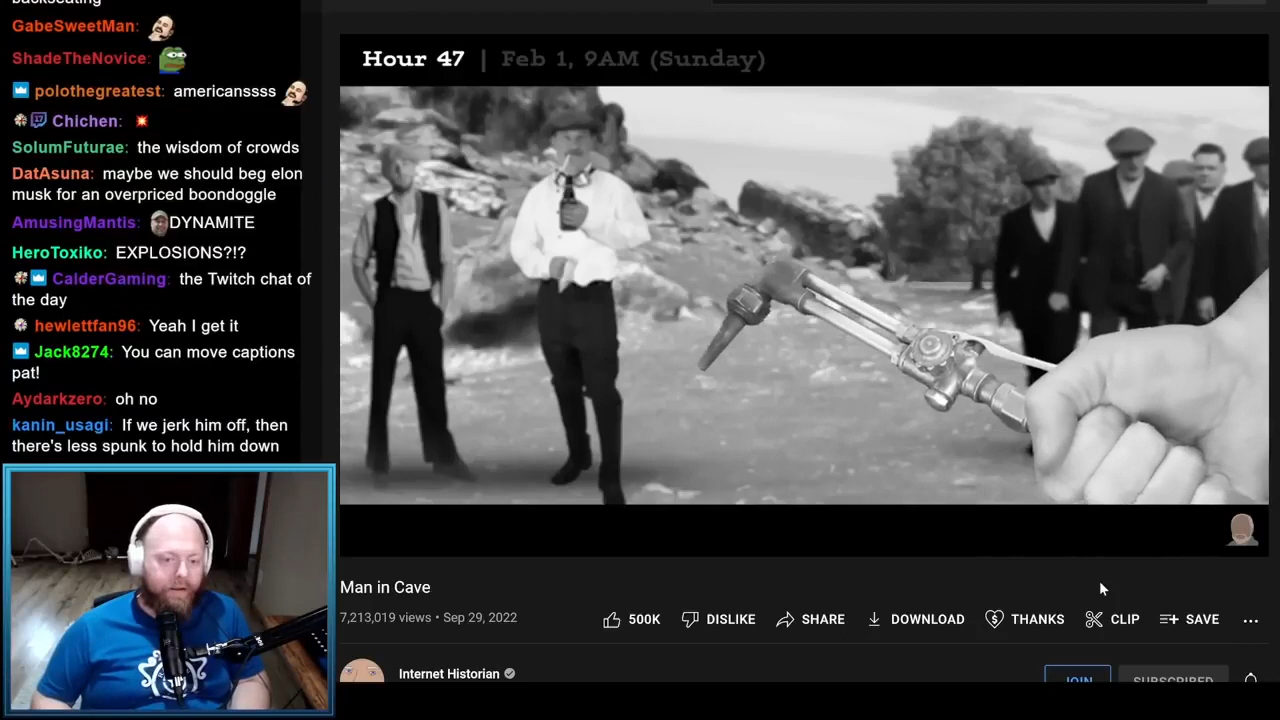 backseating
GabeSweetMan:
ShadeTheNovice:
polothegreatest: americanssss
Chichen:
SolumFuturae: the wisdom of crowds
DatAsuna: maybe we should beg elon
musk for an overpriced boondoggle
AmusingMantis: DYNAMITE
HeroToxiko: EXPLOSIONS?!?
CalderGaming: the Twitch chat of
the day
hewlettfan96: Yeah I get it
Jack8274: You can move captions
pat!
Aydarkzero: oh no
kanin_usagi: If we jerk him off, then
there's less spunk to hold him down
Hour 47 | Feb 1, 9AM (Sunday)
Man in Cave
7,213,019 views • Sep 29, 2022
500K DISLIKE SHARE DOWNLOAD THANKS CLIP SAVE
Internet Historian
JOIN SUBSCRIBED